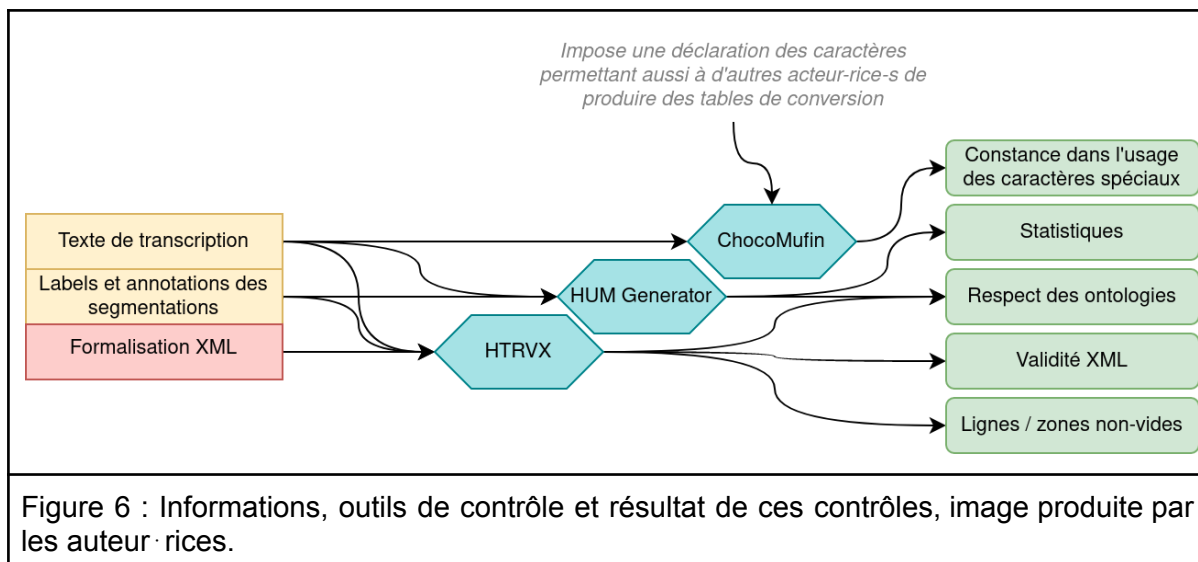 Impose une déclaration des caractères
permettant aussi à d'autres acteur-rice-s de
produire des tables de conversion
Texte de transcription
Labels et annotations des
segmentations
Formalisation XML
ChocoMufin
HUM Generator
HTRVX
Constance dans l'usage
des caractères spéciaux
Statistiques
Respect des ontologies
Validité XML
Lignes / zones non-vides
Figure 6 : Informations, outils de contrôle et résultat de ces contrôles, image produite par
les auteur·rices.